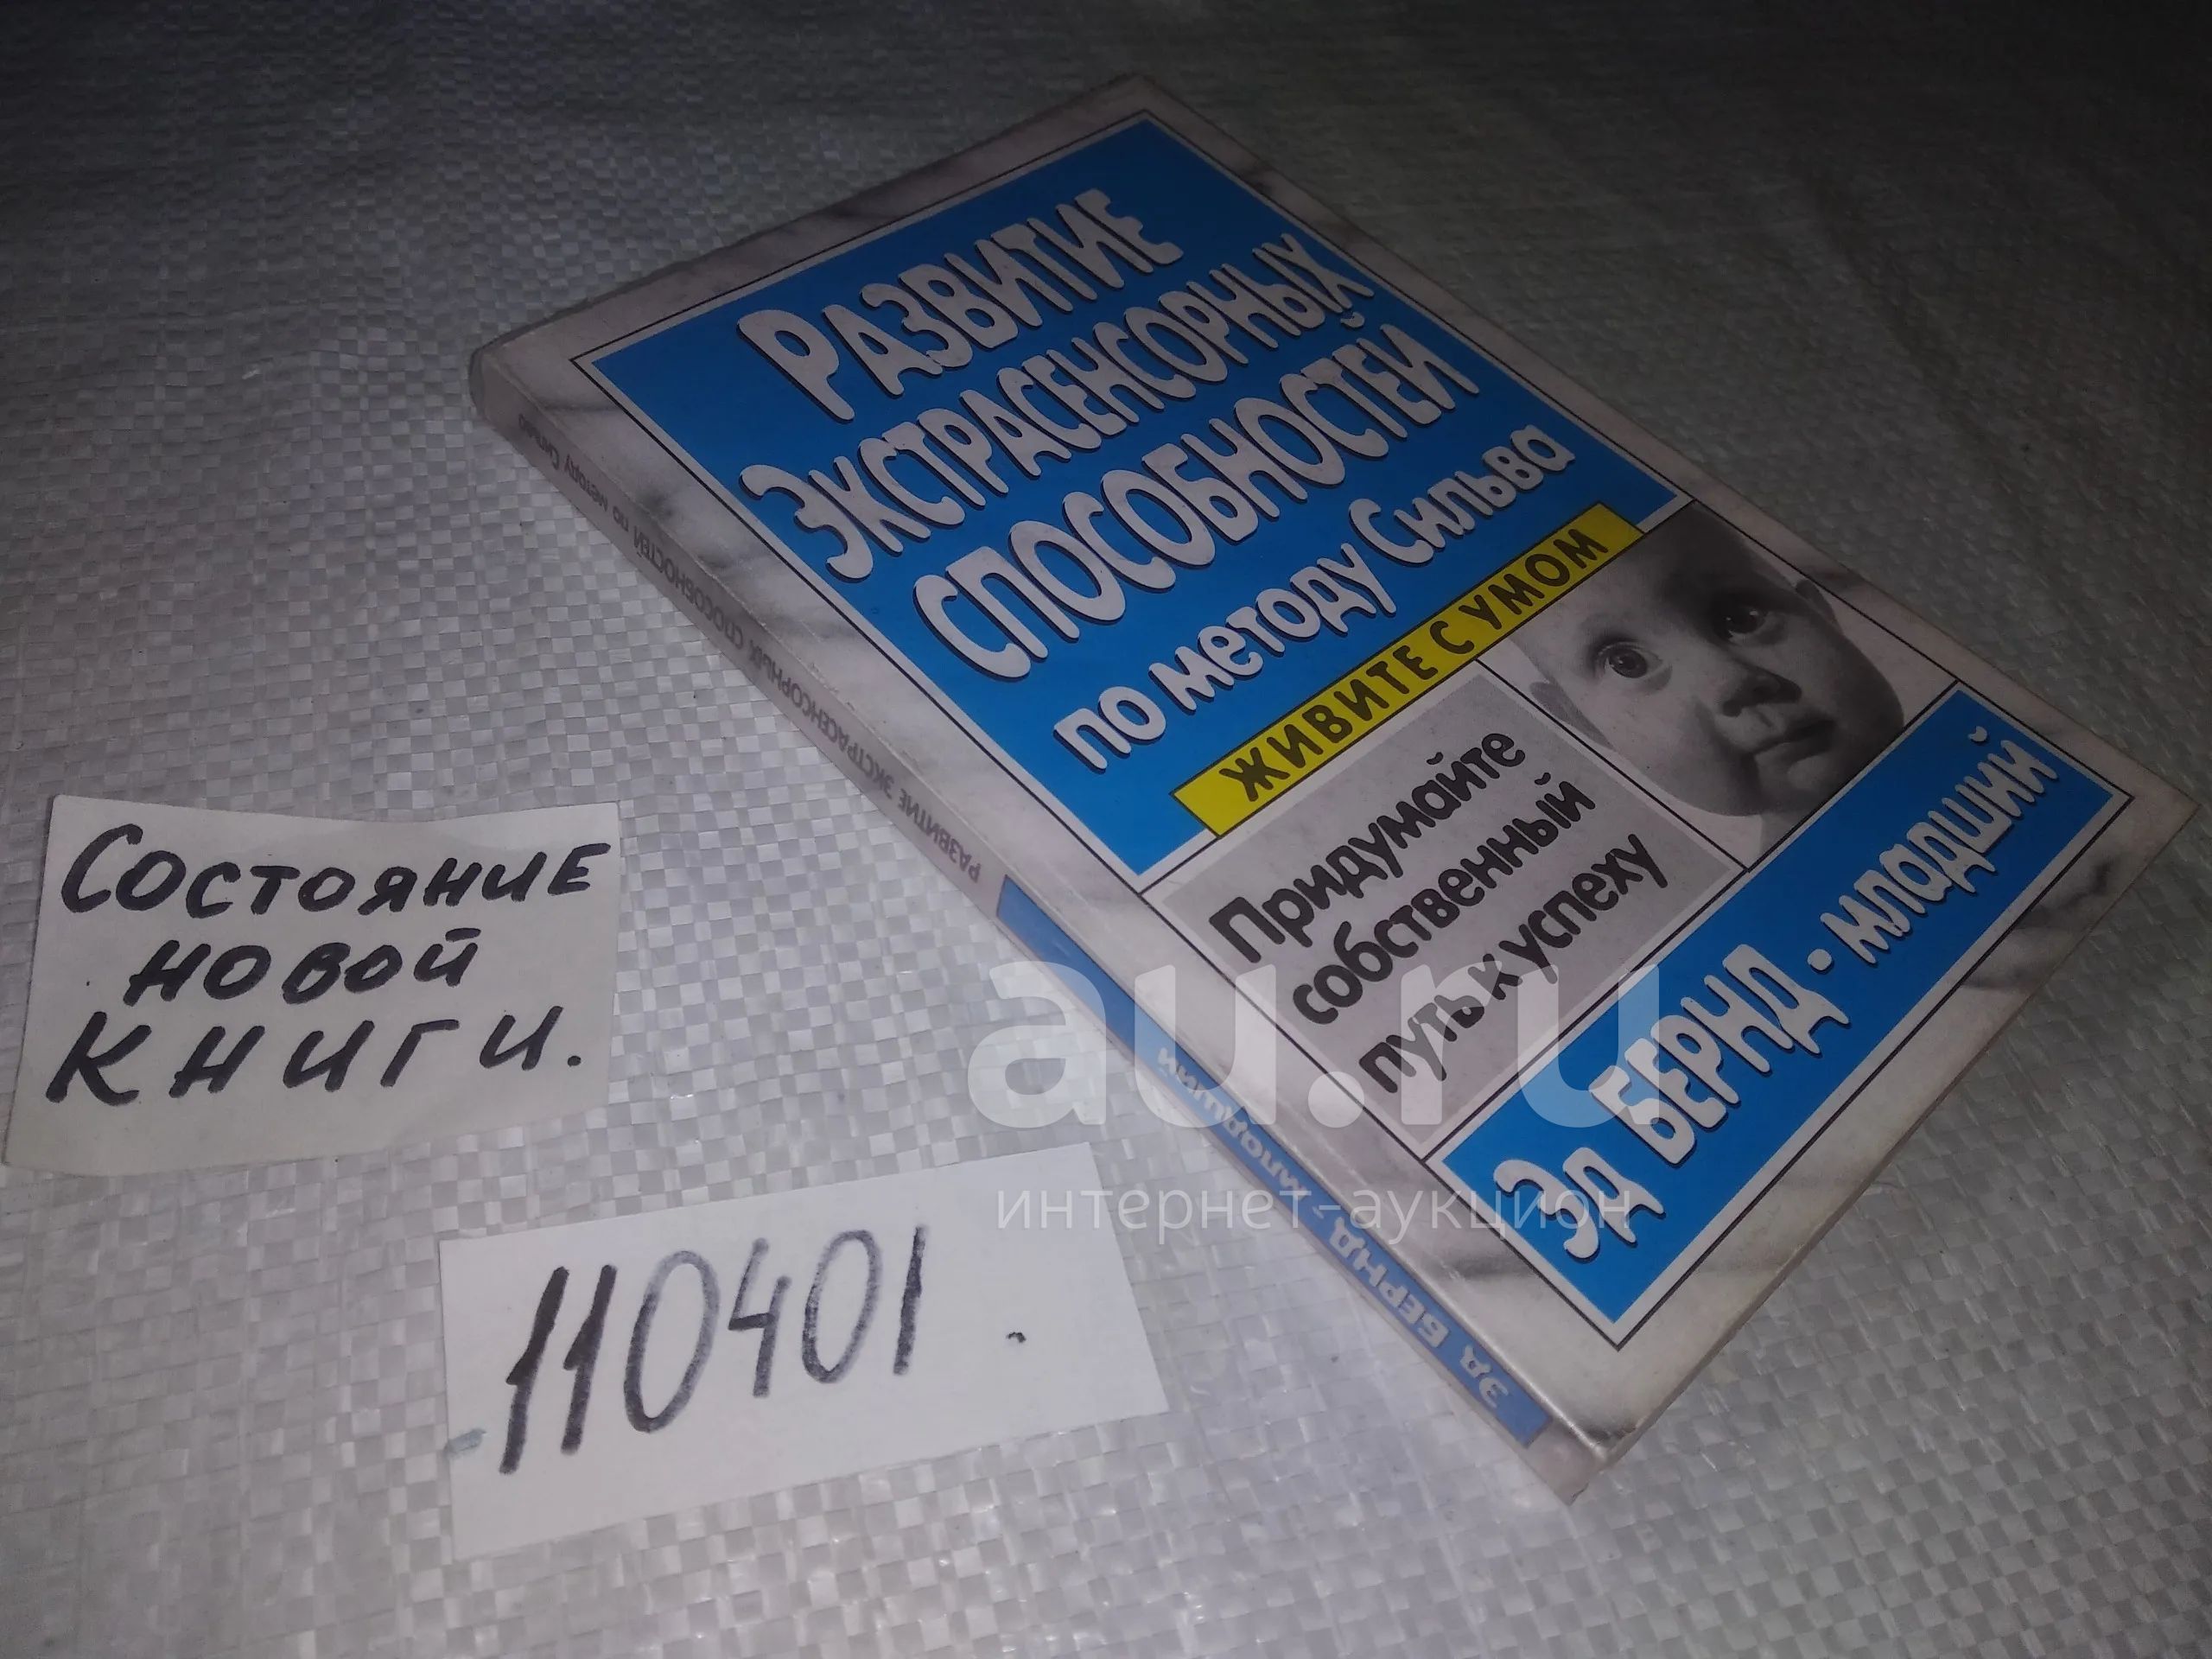 Развитие
экстрасенсорных
способностей
по методу Сильва
ЖИВИТЕ С УМОМ
Придумайте
собственный
путь к успеху
Эд БЕРНД - младший
РАЗВИТИЕ ЭКСТРАСЕНСОРНЫХ СПОСОБНОСТЕЙ по методу Сильва
ЭД БЕРНД - младший
Состояние
новой
книги.
110401.
au.ru
интернет-аукцион